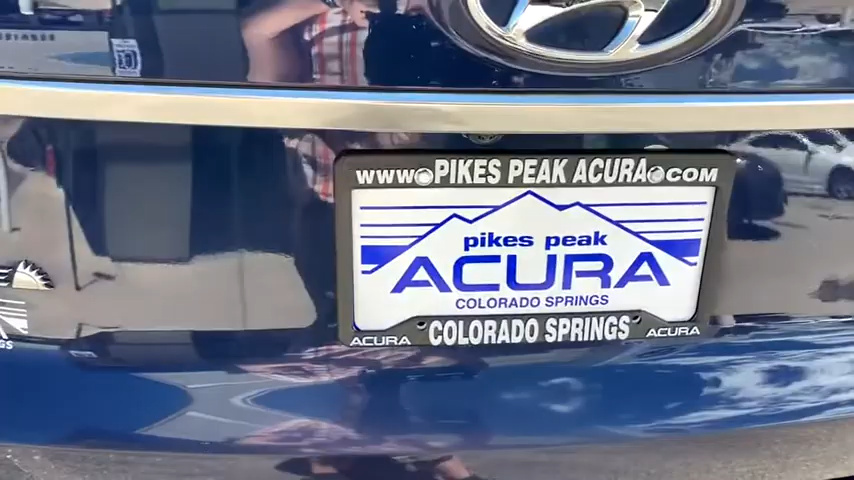 WWW.PIKES PEAK ACURA.COM
pikes peak
ACURA
COLORADO SPRINGS
ACURA COLORADO SPRINGS ACURA